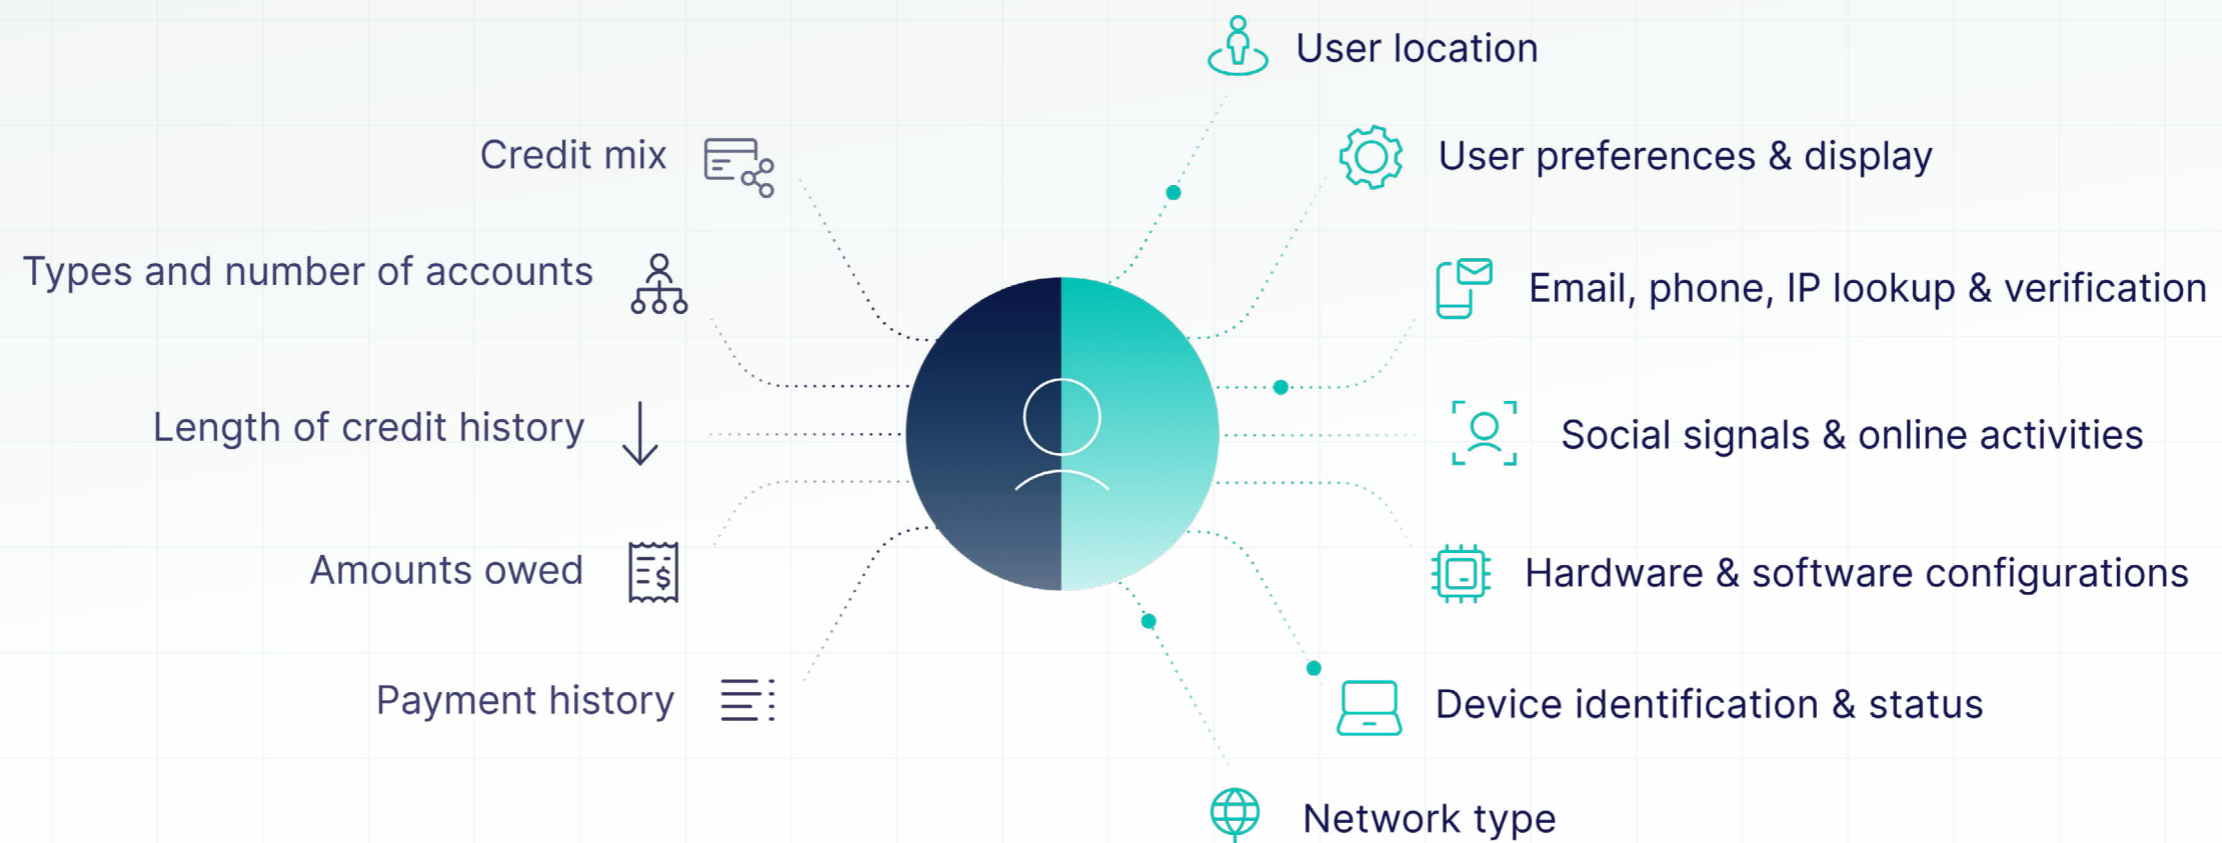 Credit mix
Types and number of accounts
Length of credit history
Amounts owed
Payment history
User location
User preferences & display
Email, phone, IP lookup & verification
Social signals & online activities
Hardware & software configurations
Device identification & status
Network type